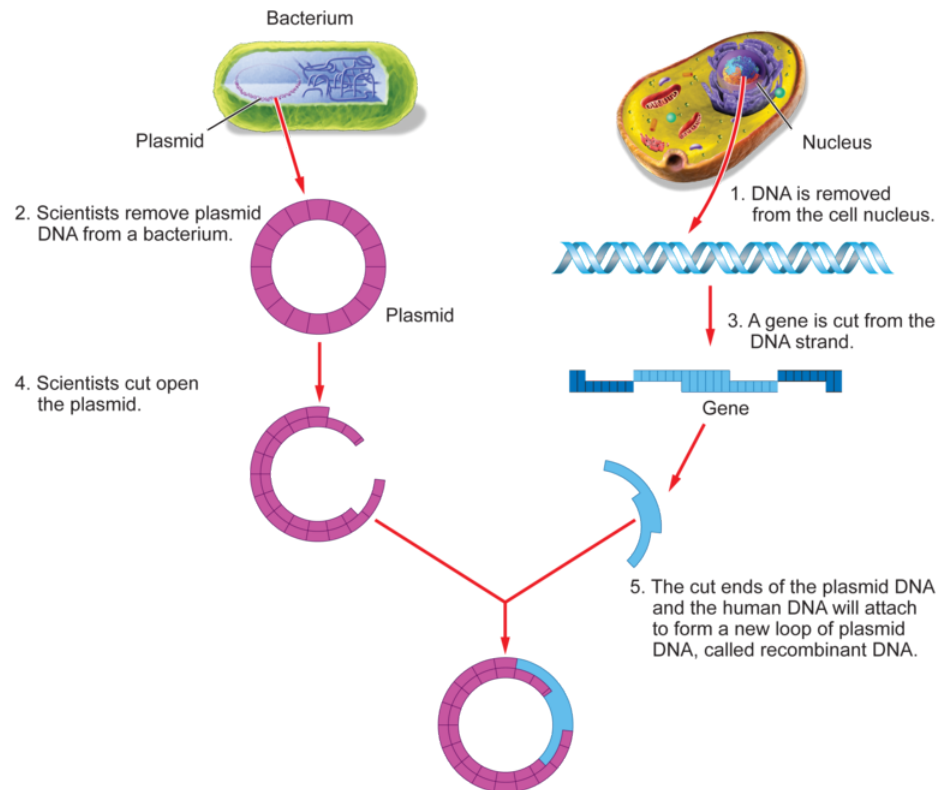 Bacterium
Plasmid
Nucleus
1. DNA is removed
from the cell nucleus.
2. Scientists remove plasmid
DNA from a bacterium.
Plasmid
3. A gene is cut from the
DNA strand.
4. Scientists cut open
the plasmid.
Gene
5. The cut ends of the plasmid DNA
and the human DNA will attach
to form a new loop of plasmid
DNA, called recombinant DNA.